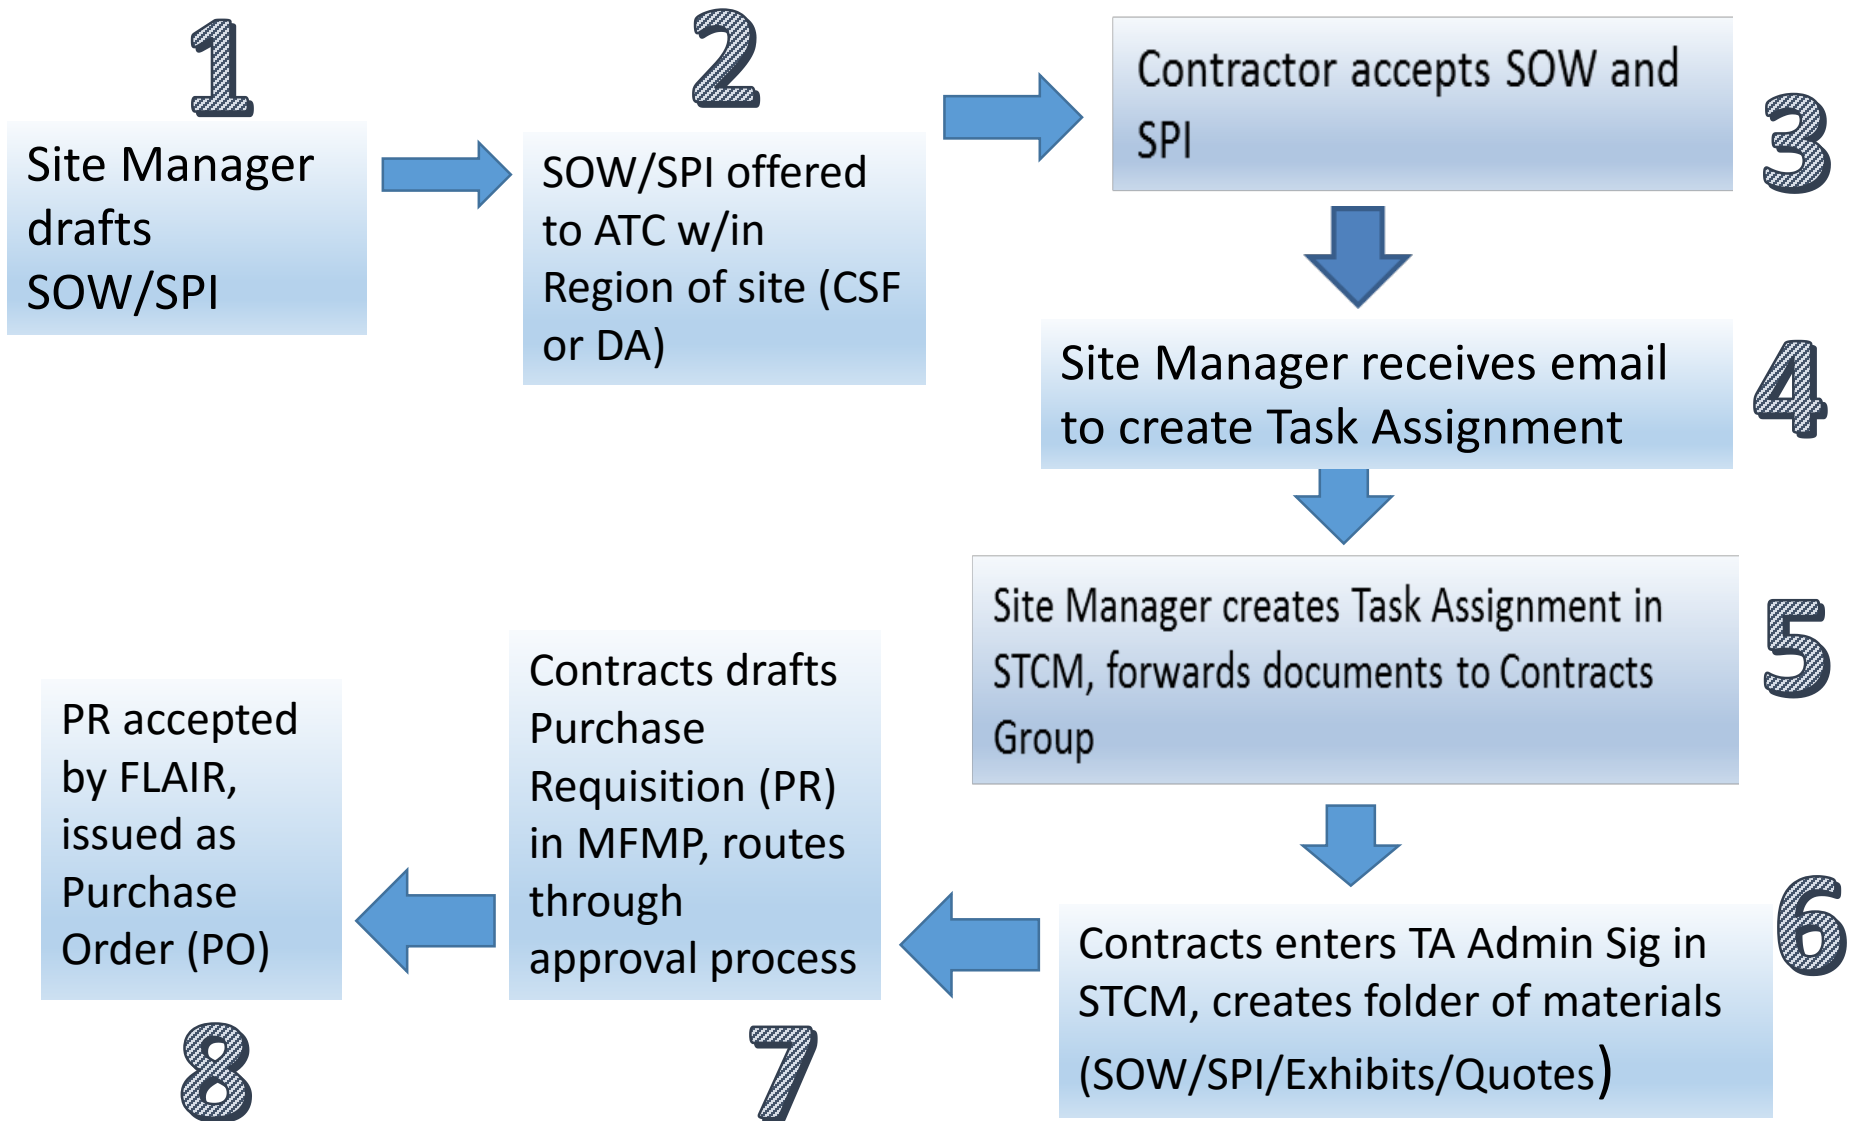 1
Site Manager
drafts
SOW/SPI
2
SOW/SPI offered
to ATC w/in
Region of site (CSF
or DA)
Contractor accepts SOW and
SPI
3
Site Manager receives email
to create Task Assignment
4
Site Manager creates Task Assignment in
STCM, forwards documents to Contracts
Group
5
Contracts enters TA Admin Sig in
STCM, creates folder of materials
(SOW/SPI/Exhibits/Quotes)
6
Contracts drafts
Purchase
Requisition (PR)
in MFMP, routes
through
approval process
7
PR accepted
by FLAIR,
issued as
Purchase
Order (PO)
8